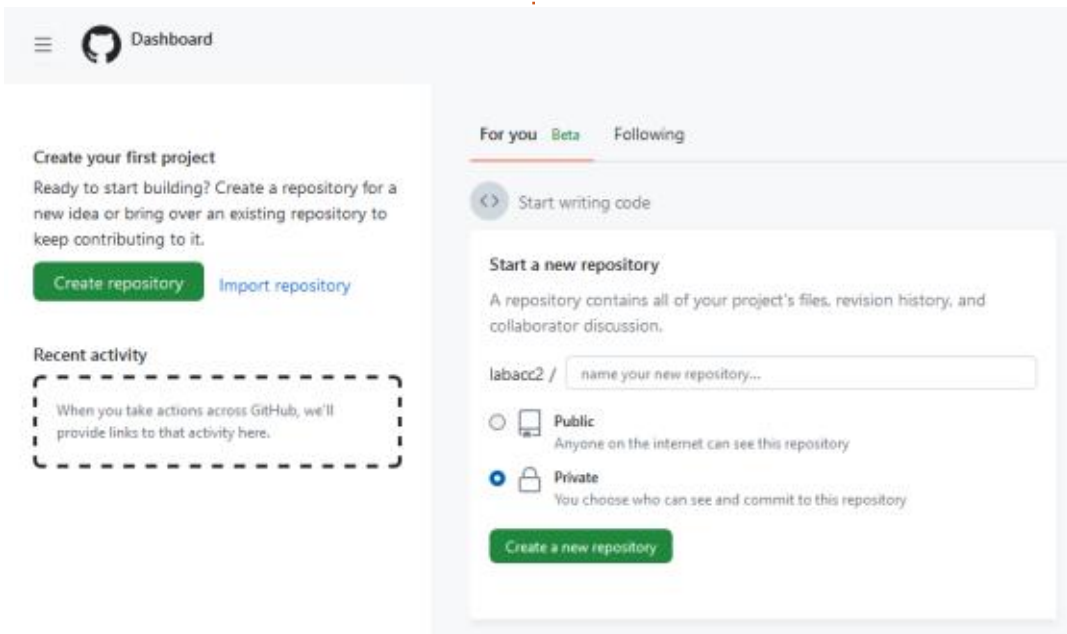 Dashboard
Create your first project
Ready to start building? Create a repository for a
new idea or bring over an existing repository to
keep contributing to it.
Create repository Import repository
Recent activity
When you take actions across GitHub, we'll
provide links to that activity here.
For you Beta Following
Start writing code
Start a new repository
A repository contains all of your project's files, revision history, and
collaborator discussion.
labacc2 / name your new repository...
Public
Anyone on the internet can see this repository
Private
You choose who can see and commit to this repository
Create a new repository